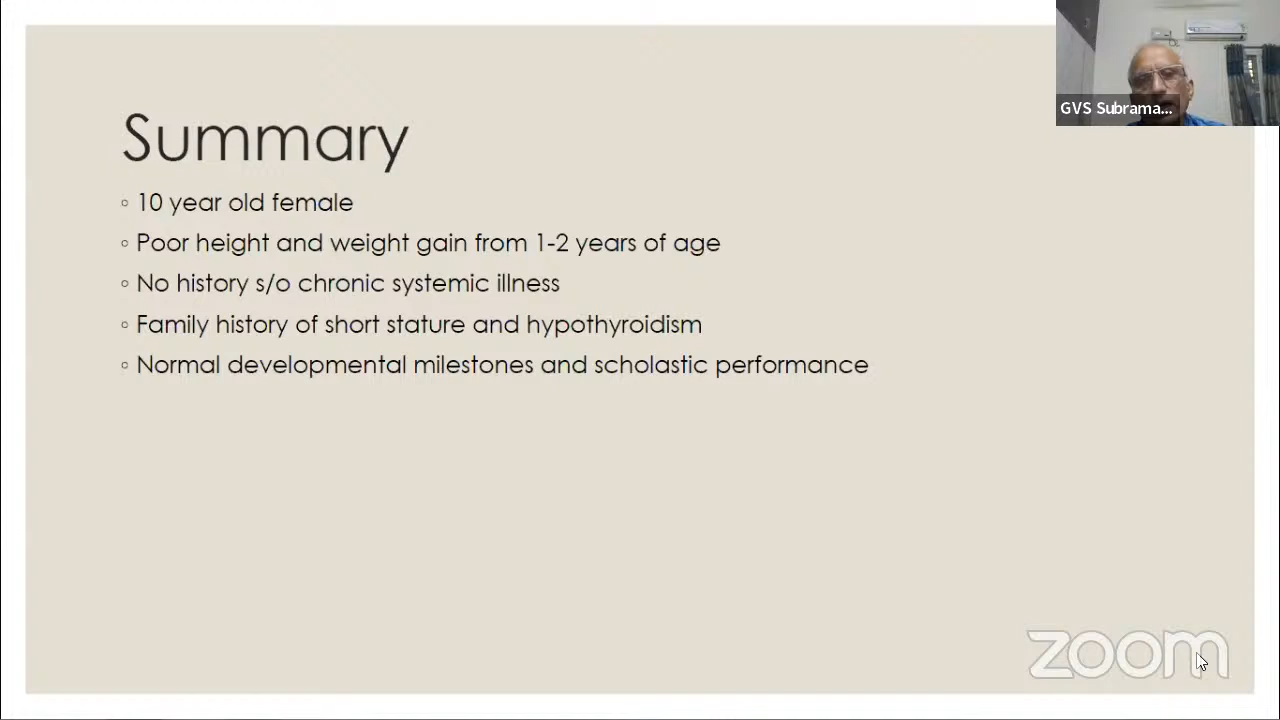 GVS Subrama...
Summary
◦ 10 year old female
◦ Poor height and weight gain from 1-2 years of age
◦ No history s/o chronic systemic illness
◦ Family history of short stature and hypothyroidism
◦ Normal developmental milestones and scholastic performance
zoom